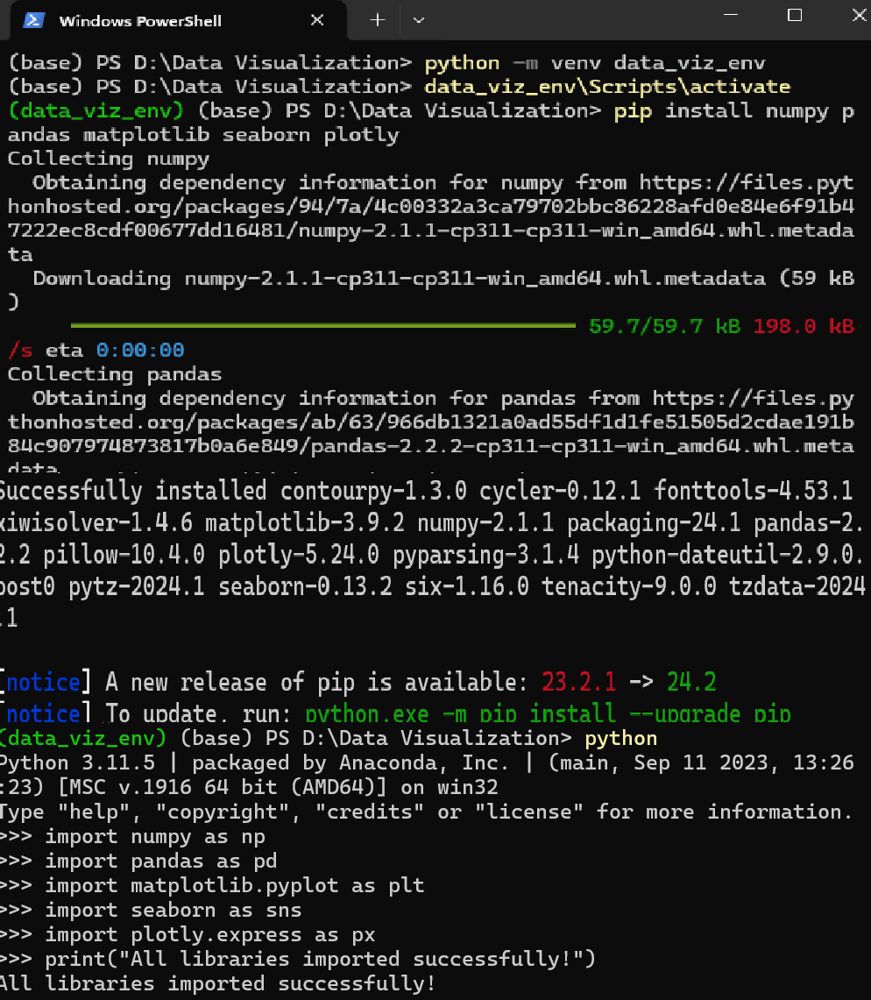 Windows PowerShell
(base) PS D:\Data Visualization> python -m venv data_viz_env
(base) PS D:\Data Visualization> data_viz_env\Scripts\activate
(data_viz_env) (base) PS D:\Data Visualization> pip install numpy p
andas matplotlib seaborn plotly
Collecting numpy
  Obtaining dependency information for numpy from https://files.pyt
honhosted.org/packages/94/7a/4c00332a3ca79702bbc86228afd0e84e6f91b4
7222ec8cdf00677dd16481/numpy-2.1.1-cp311-cp311-win_amd64.whl.metada
ta
  Downloading numpy-2.1.1-cp311-cp311-win_amd64.whl.metadata (59 kB
)
59.7/59.7 kB 198.0 kB
/s eta 0:00:00
Collecting pandas
  Obtaining dependency information for pandas from https://files.py
thonhosted.org/packages/ab/63/966db1321a0ad55df1d1fe51505d2cdae191b
84c907974873817b0a6e849/pandas-2.2.2-cp311-cp311-win_amd64.whl.meta
data
Successfully installed contourpy-1.3.0 cycler-0.12.1 fonttools-4.53.1
kiwisolver-1.4.6 matplotlib-3.9.2 numpy-2.1.1 packaging-24.1 pandas-2.
2.2 pillow-10.4.0 plotly-5.24.0 pyparsing-3.1.4 python-dateutil-2.9.0.
post0 pytz-2024.1 seaborn-0.13.2 six-1.16.0 tenacity-9.0.0 tzdata-2024
.1
[notice] A new release of pip is available: 23.2.1 -> 24.2
[notice] To update, run: python.exe -m pip install --upgrade pip
(data_viz_env) (base) PS D:\Data Visualization> python
Python 3.11.5 | packaged by Anaconda, Inc. | (main, Sep 11 2023, 13:26
:23) [MSC v.1916 64 bit (AMD64)] on win32
Type "help", "copyright", "credits" or "license" for more information.
>>> import numpy as np
>>> import pandas as pd
>>> import matplotlib.pyplot as plt
>>> import seaborn as sns
>>> import plotly.express as px
>>> print("All libraries imported successfully!")
All libraries imported successfully!